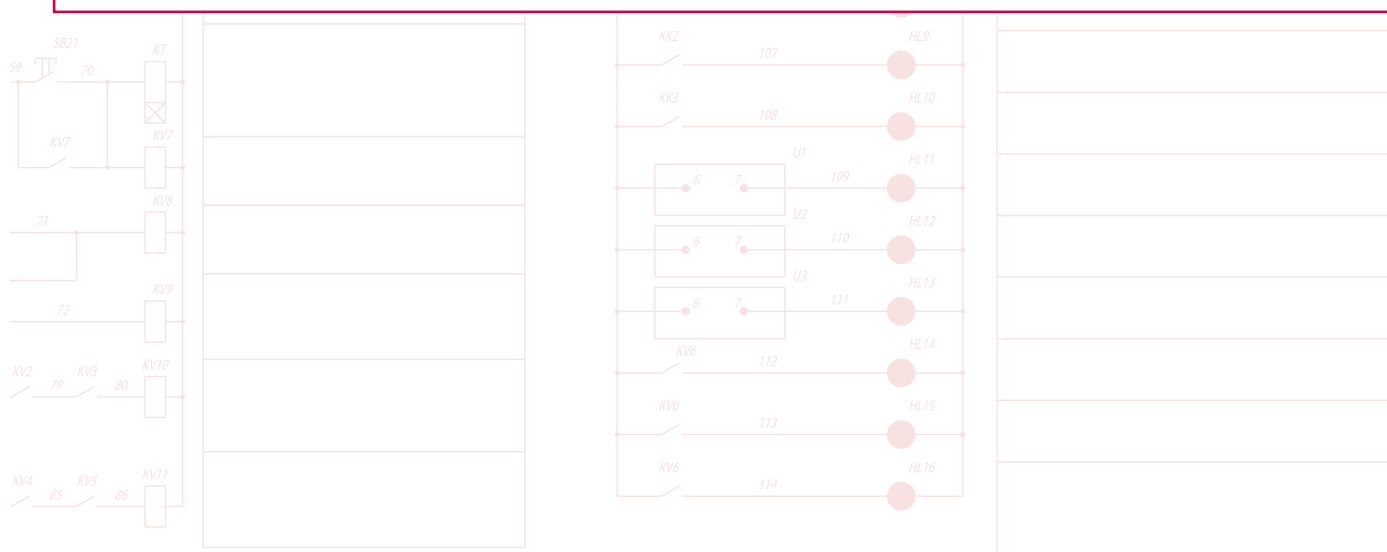 SB21
69 70 KT
KV7 KV7
71 KV8
72 KV9
KV2 79 KV3 80 KV10
KV4 85 KV5 86 KV11
KK2 107 HL9
KK3 108 HL10
U1
6 7 109 HL11
U2
6 7 110 HL12
U3
6 7 111 HL13
KV6 112 HL14
KV6 113 HL15
KV6 114 HL16